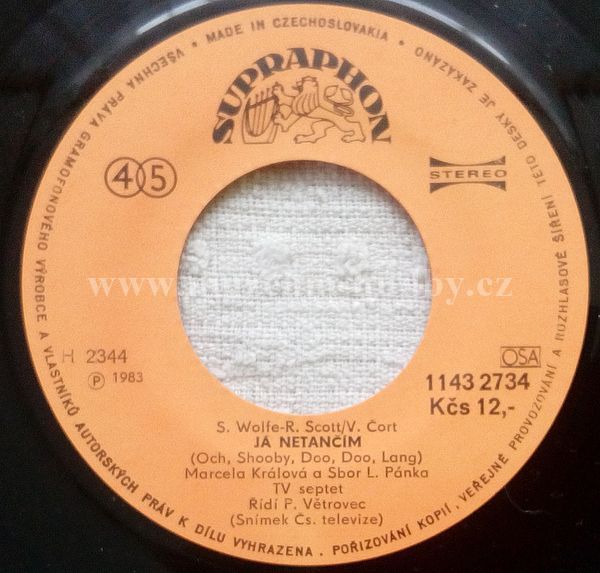 VŠECHNA PRÁVA GRAMOFONOVÉHO VÝROBCE A VLASTNÍKŮ AUTORSKÝCH PRÁV K DÍLU VYHRAZENA . POŘIZOVÁNÍ KOPIÍ, VEŘEJNÉ PROVOZOVÁNÍ A ROZHLASOVÉ ŠÍŘENÍ TÉTO DESKY JE ZAKÁZÁNO • MADE IN CZECHOSLOVAKIA •
SUPRAPHON
45
STEREO
H 2344
Ⓟ 1983
OSA
1143 2734
Kčs 12,-
S. Wolfe-R. Scott/V. Čort
JÁ NETANČÍM
(Och, Shooby, Doo, Doo, Lang)
Marcela Králová a Sbor L. Pánka
TV septet
Řídí P. Větrovec
(Snímek Čs. televize)